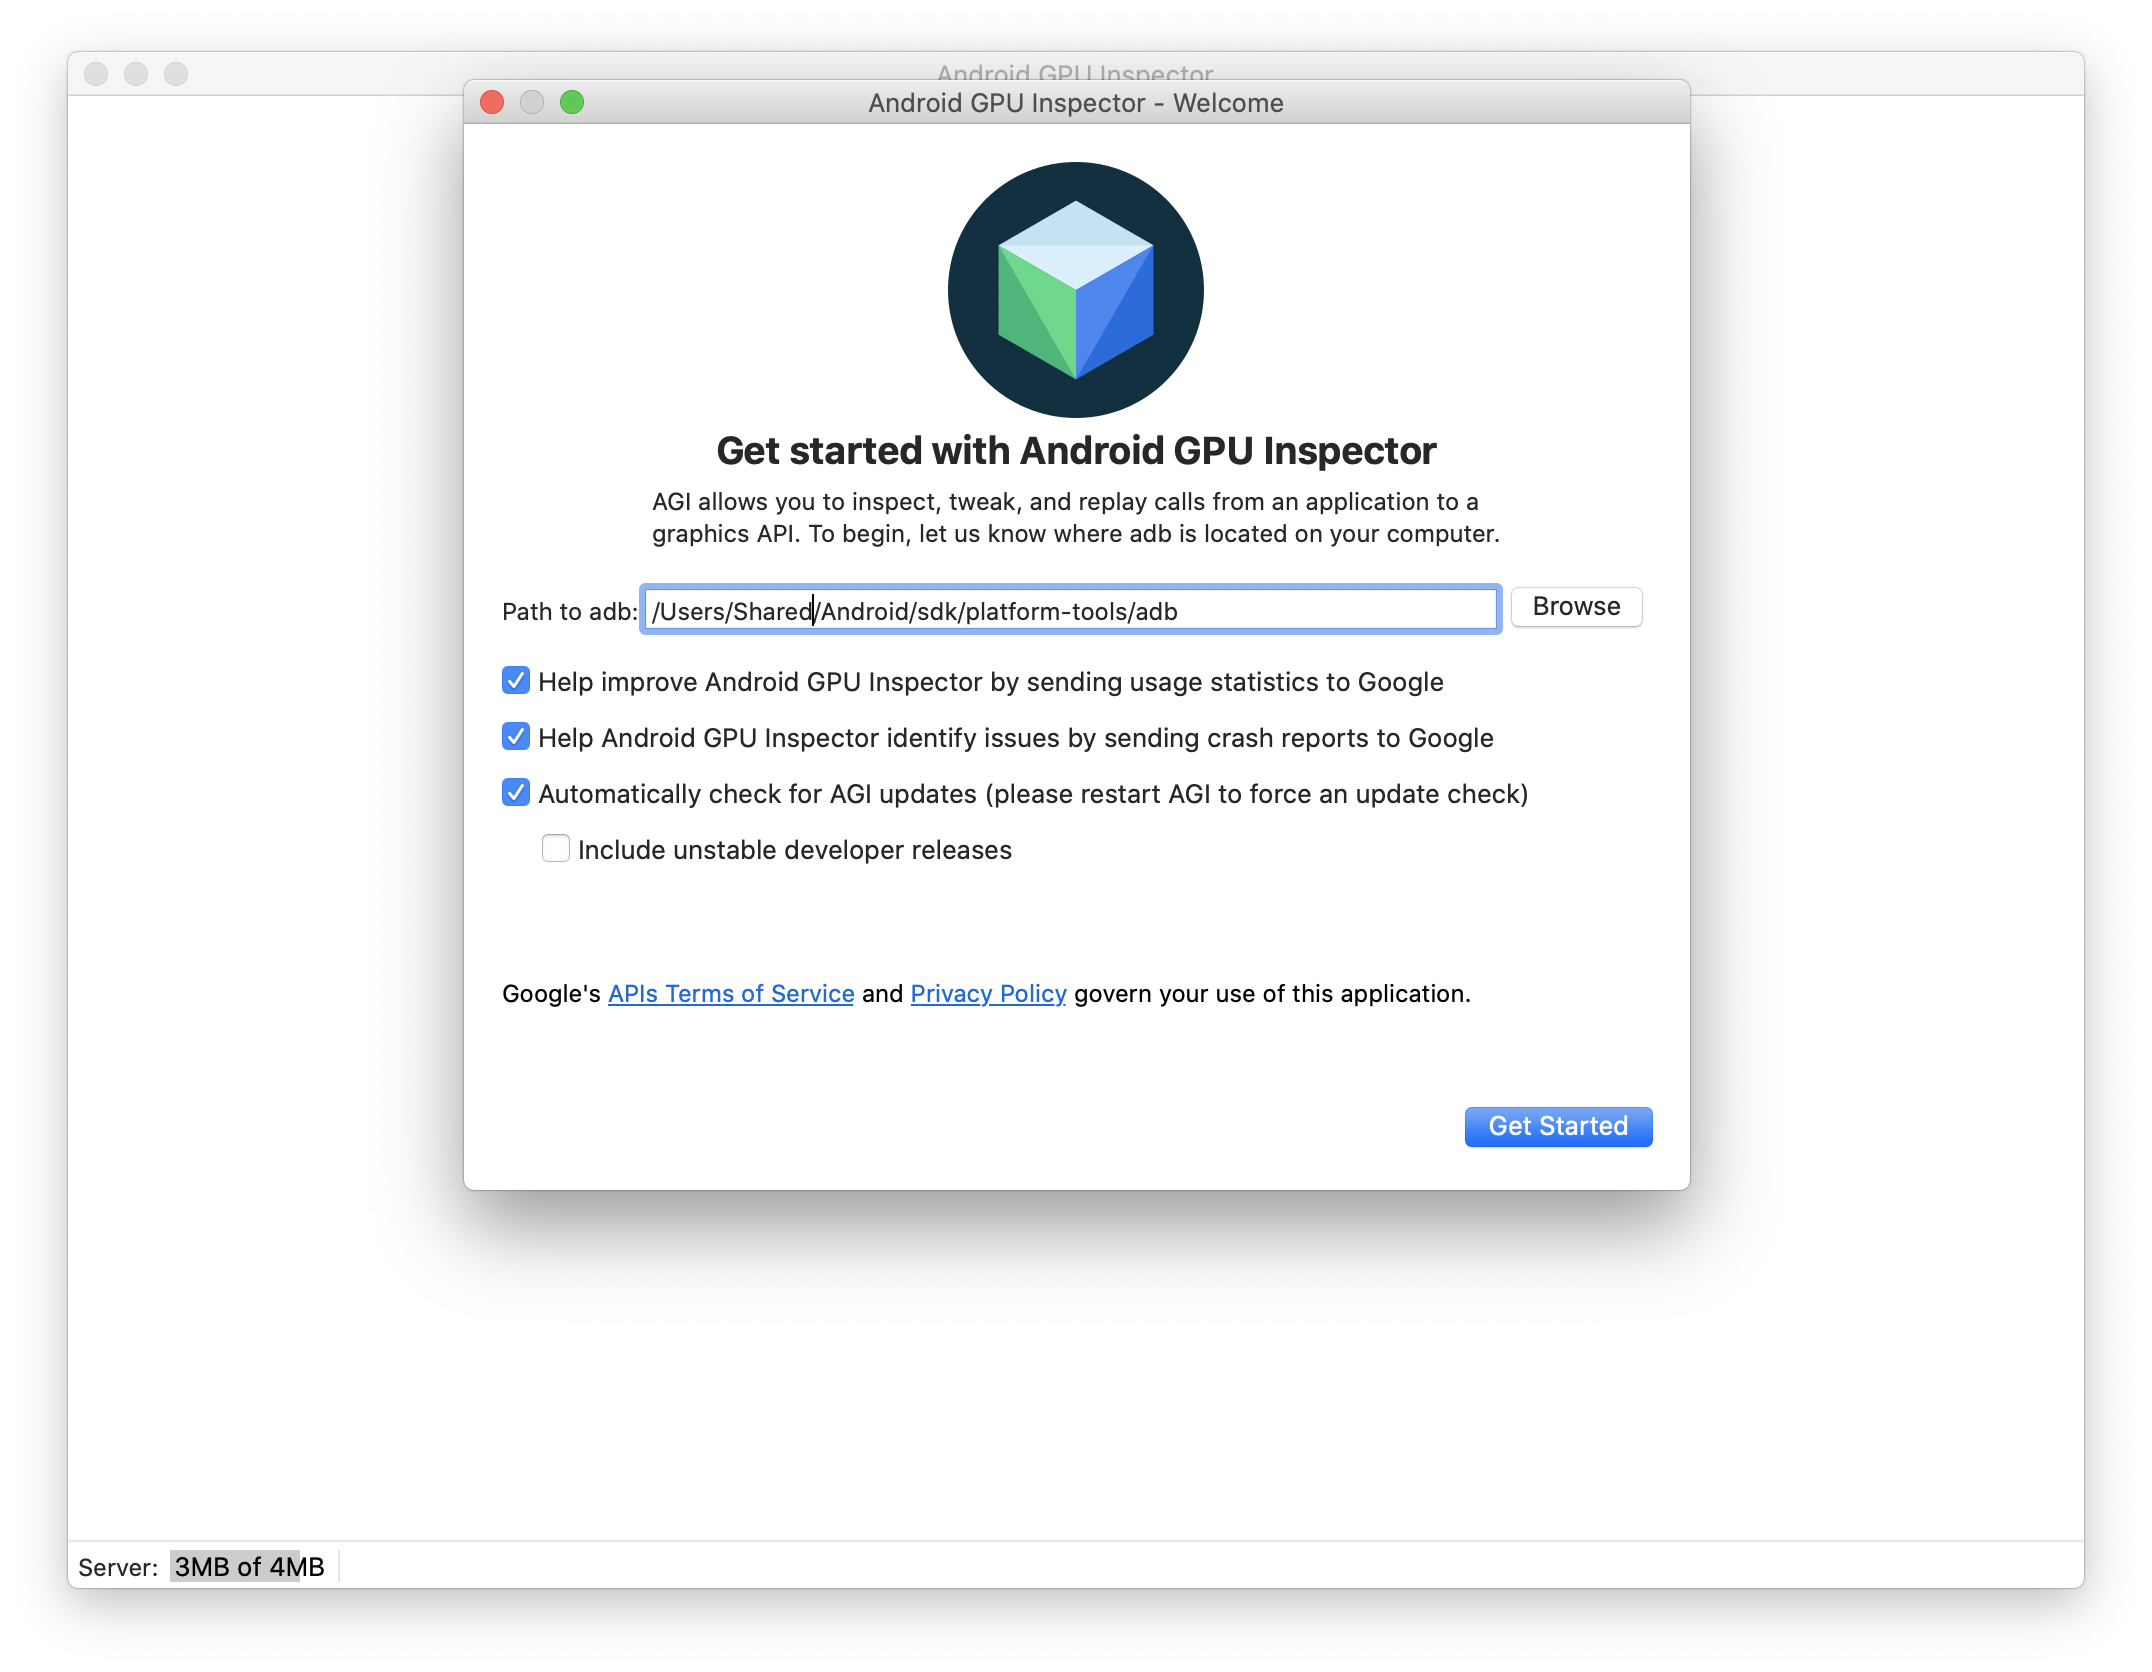 Android GPU Inspector
Android GPU Inspector - Welcome
Get started with Android GPU Inspector
AGI allows you to inspect, tweak, and replay calls from an application to a
graphics API. To begin, let us know where adb is located on your computer.
Path to adb: /Users/Shared/Android/sdk/platform-tools/adb Browse
Help improve Android GPU Inspector by sending usage statistics to Google
Help Android GPU Inspector identify issues by sending crash reports to Google
Automatically check for AGI updates (please restart AGI to force an update check)
Include unstable developer releases
Google's APIs Terms of Service and Privacy Policy govern your use of this application.
Get Started
Server: 3MB of 4MB